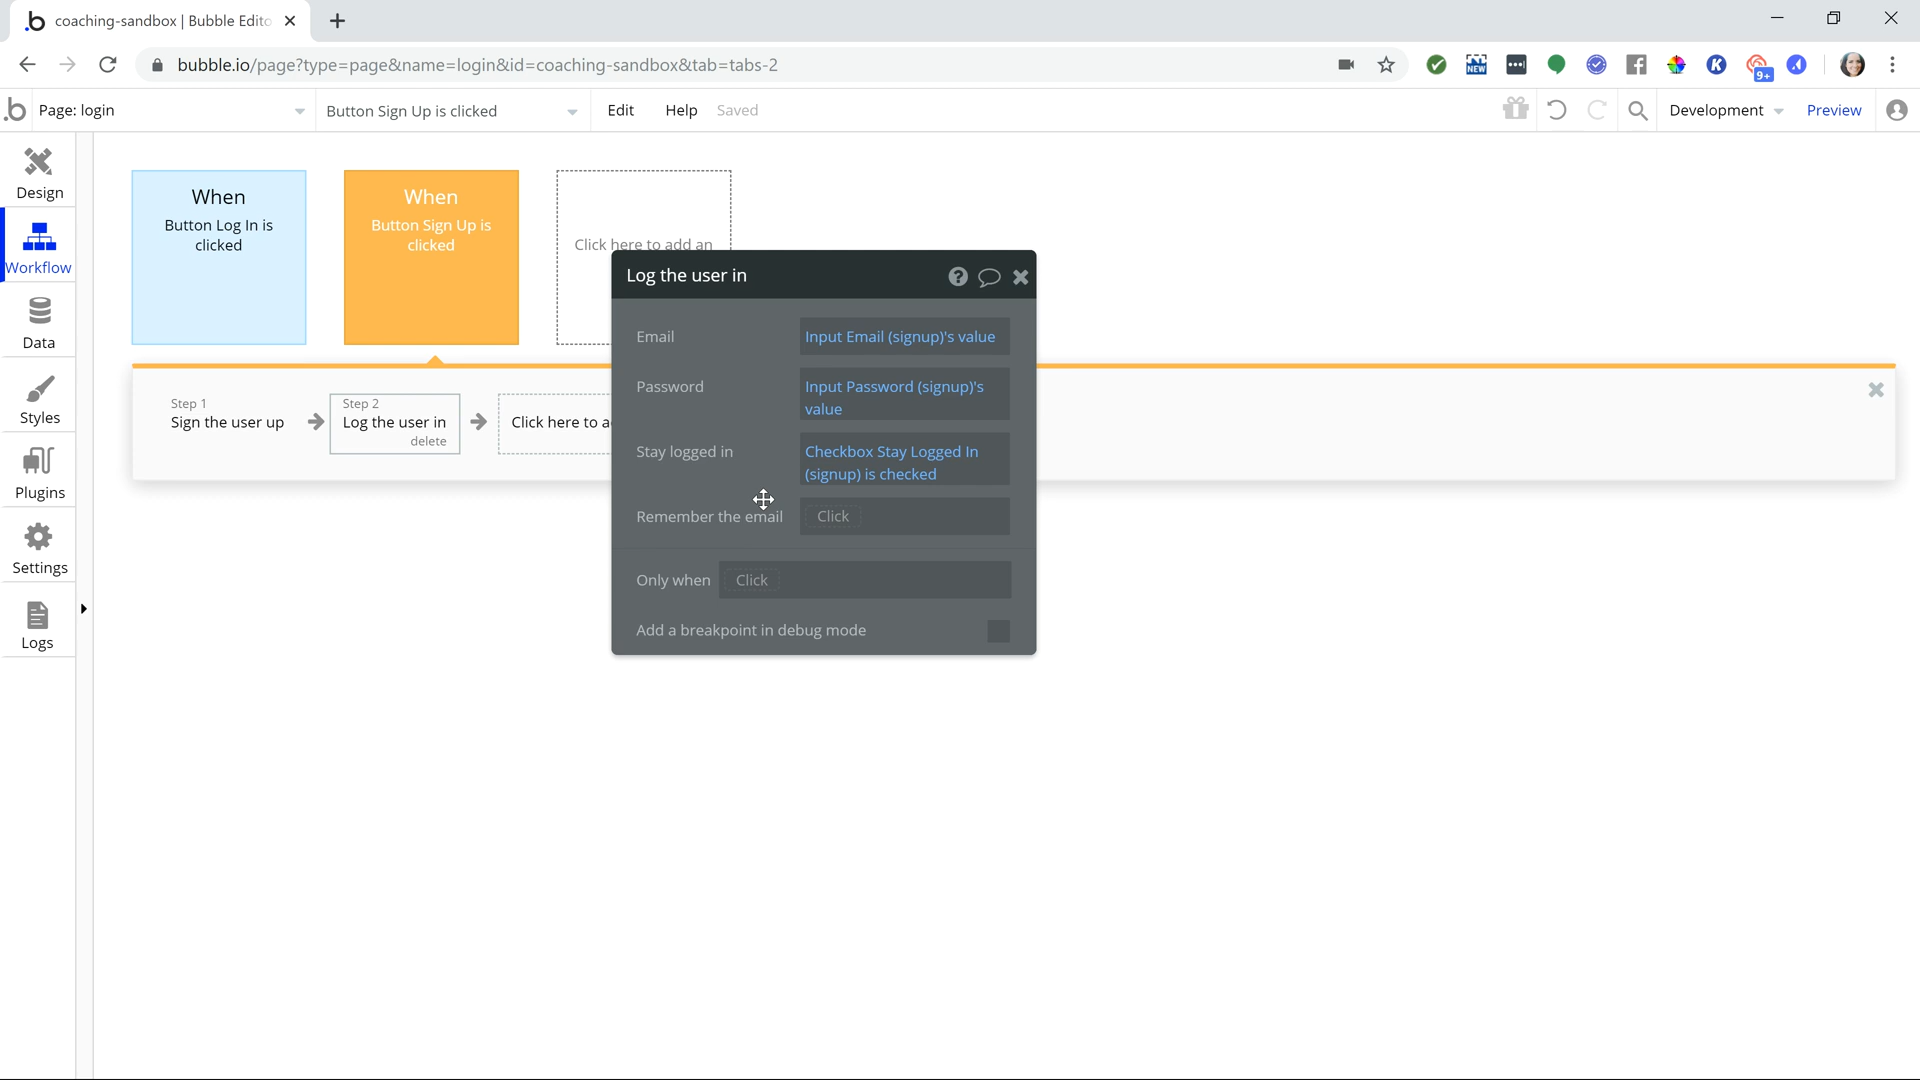 coaching-sandbox | Bubble Edito
bubble.io/page?type=page&name=login&id=coaching-sandbox&tab=tabs-2
NEW
K
9+
b
Page: login
Button Sign Up is clicked
Edit
Help
Saved
Development
Preview
Design
Workflow
Data
Styles
Plugins
Settings
Logs
When
Button Log In is
clicked
When
Button Sign Up is
clicked
Click here to add an
Step 1
Sign the user up
Step 2
Log the user in
delete
Click here to a
Log the user in
Email
Input Email (signup)'s value
Password
Input Password (signup)'s
value
Stay logged in
Checkbox Stay Logged In
(signup) is checked
Remember the email
Click
Only when
Click
Add a breakpoint in debug mode